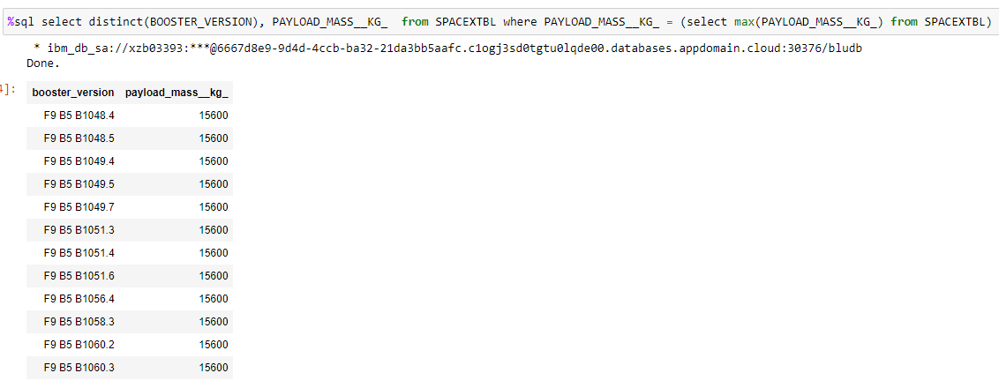 %sql select distinct(BOOSTER_VERSION), PAYLOAD_MASS__KG_  from SPACEXTBL where PAYLOAD_MASS__KG_ = (select max(PAYLOAD_MASS__KG_) from SPACEXTBL)
* ibm_db_sa://xzb03393:***@6667d8e9-9d4d-4ccb-ba32-21da3bb5aafc.c1ogj3sd0tgtu0lqde00.databases.appdomain.cloud:30376/bludb
Done.
4]:
booster_version payload_mass__kg_
F9 B5 B1048.4 15600
F9 B5 B1048.5 15600
F9 B5 B1049.4 15600
F9 B5 B1049.5 15600
F9 B5 B1049.7 15600
F9 B5 B1051.3 15600
F9 B5 B1051.4 15600
F9 B5 B1051.6 15600
F9 B5 B1056.4 15600
F9 B5 B1058.3 15600
F9 B5 B1060.2 15600
F9 B5 B1060.3 15600